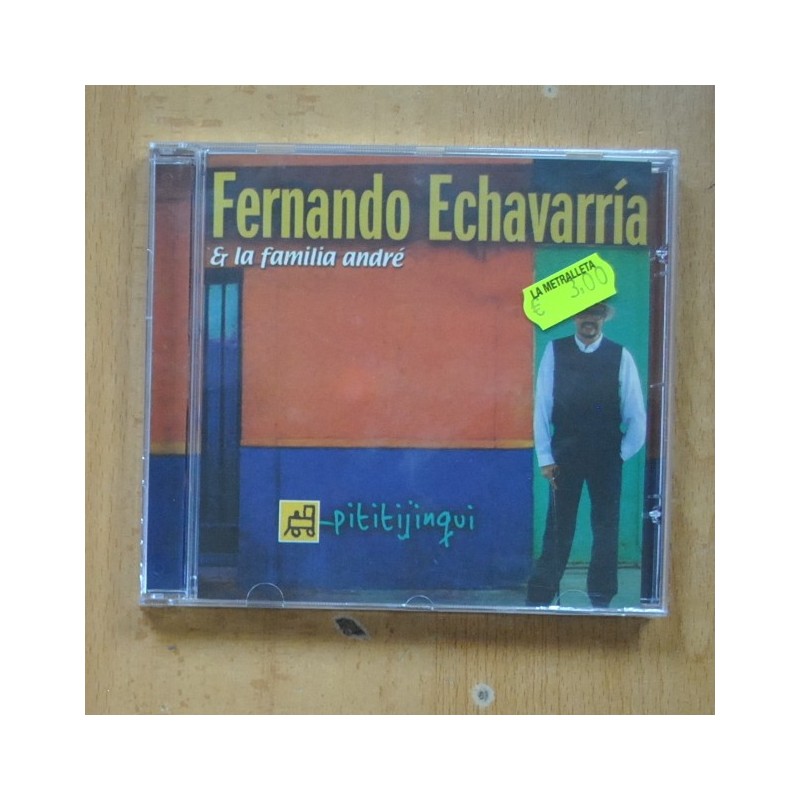 Fernando Echavarría
& la familia andré
LA METRALLETA
€ 3,00
pititijinqui